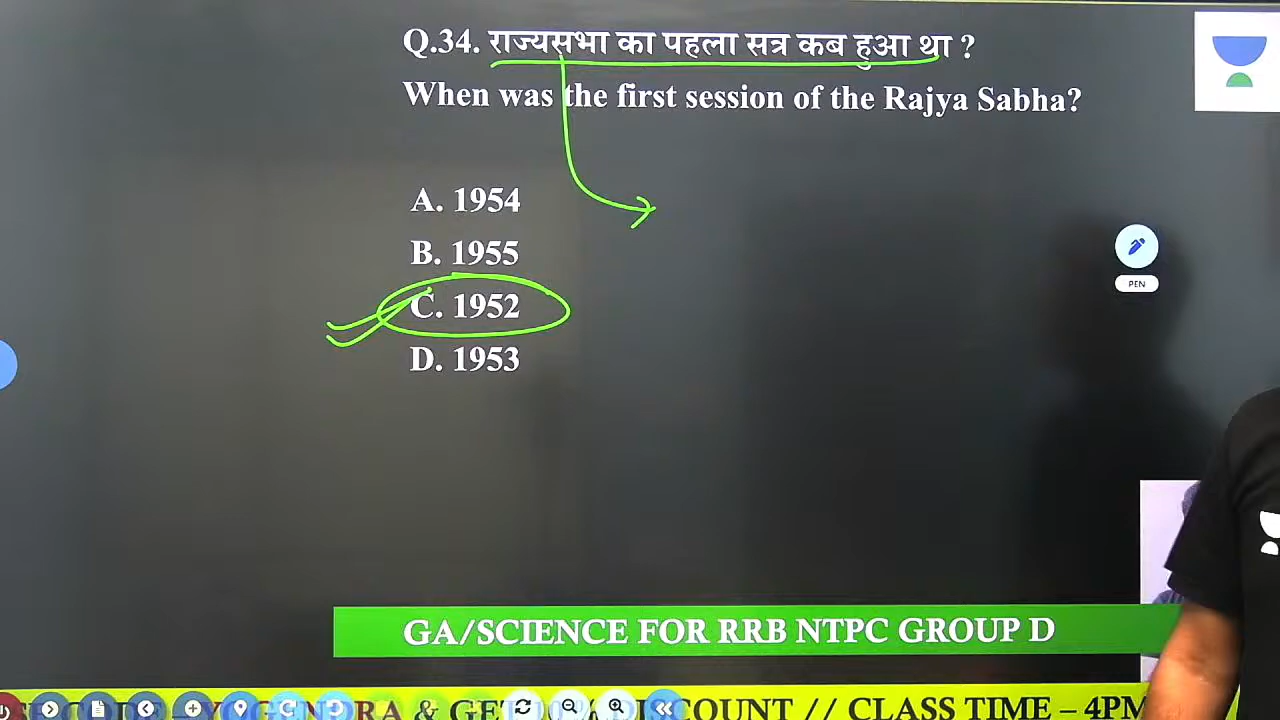 Q.34. राज्यसभा का पहला सत्र कब हुआ था ?
When was the first session of the Rajya Sabha?
A. 1954
B. 1955
C. 1952
D. 1953
PEN
GA/SCIENCE FOR RRB NTPC GROUP D
& GET COUNT // CLASS TIME – 4PM